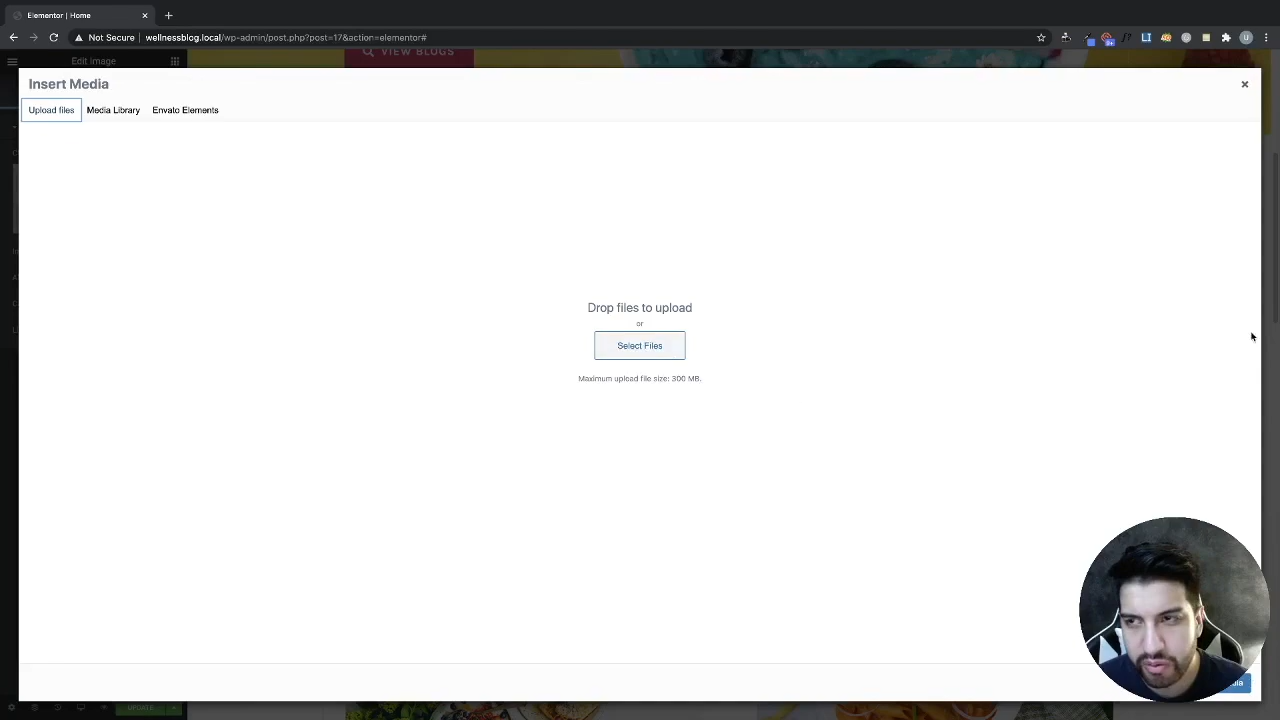 Elementor | Home
Not Secure | wellnessblog.local/wp-admin/post.php?post=17&action=elementor#
Edit Image
VIEW BLOGS
Insert Media
Upload files
Media Library
Envato Elements
Drop files to upload
or
Select Files
Maximum upload file size: 300 MB.
UPDATE